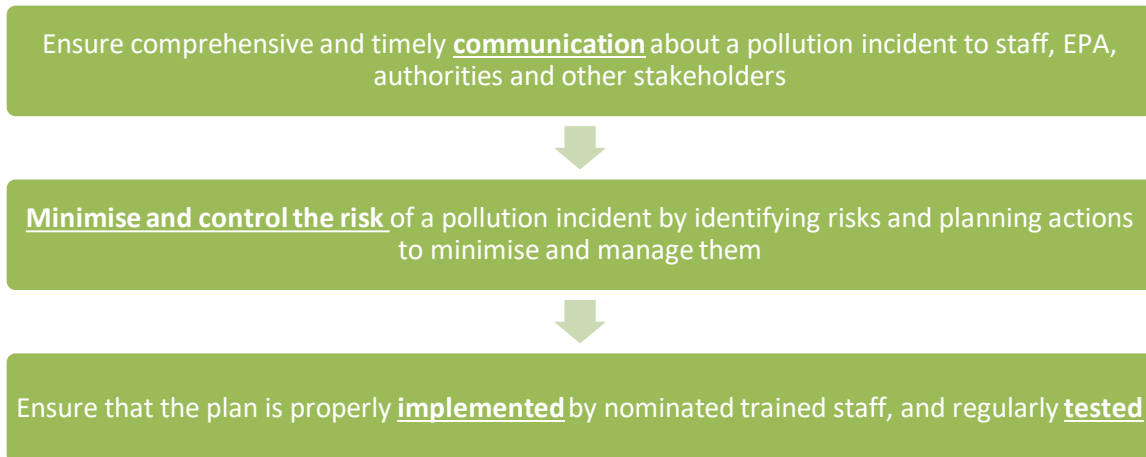 Ensure comprehensive and timely communication about a pollution incident to staff, EPA,
authorities and other stakeholders
Minimise and control the risk of a pollution incident by identifying risks and planning actions
to minimise and manage them
Ensure that the plan is properly implemented by nominated trained staff, and regularly tested